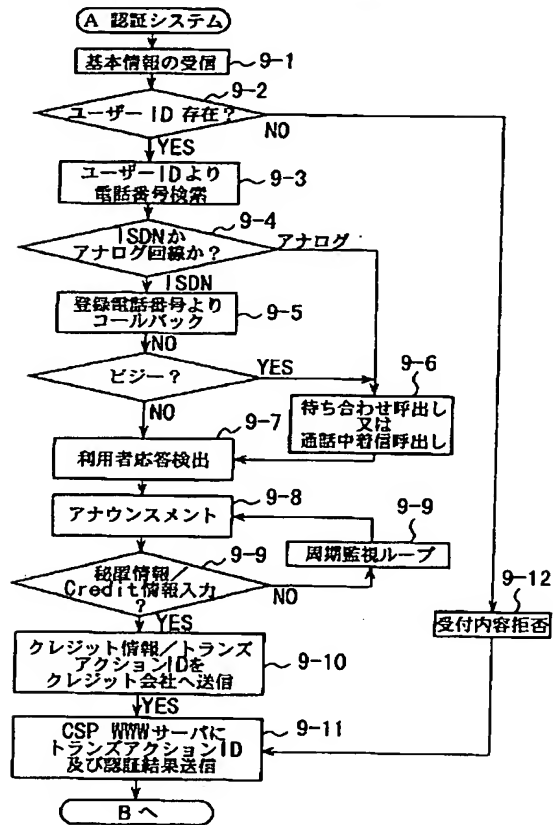 A 認証システム
基本情報の受信
9-1
9-2
ユーザー ID 存在?
NO
YES
ユーザーIDより
電話番号検索
9-3
9-4
ISDNか
アナログ回線か?
アナログ
ISDN
登録電話番号より
コールバック
9-5
NO
ビジー?
YES
9-6
待ち合わせ呼出し
又は
通話中着信呼出し
NO
9-7
利用者応答検出
9-8
アナウンスメント
9-9
周期監視ループ
9-9
秘匿情報/
Credit情報入力
?
NO
9-12
受付内容拒否
YES
クレジット情報/トランズ
アクションIDを
クレジット会社へ送信
9-10
YES
9-11
CSP WWWサーバに
トランズアクションID
及び認証結果送信
Bへ